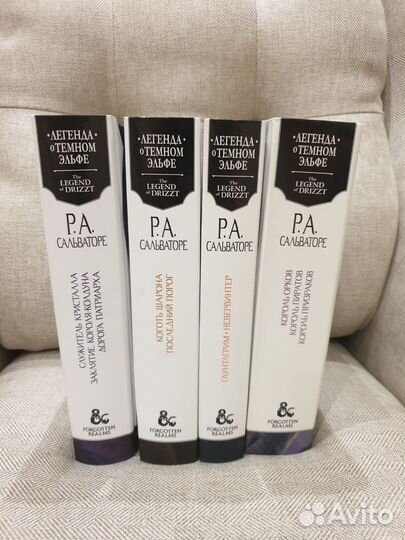 ЛЕГЕНДА
О ТЕМНОМ
ЭЛЬФЕ
The
LEGEND
of DRIZZT
Р.А.
САЛЬВАТОРЕ
СЛУЖИТЕЛЬ КРИСТАЛЛА
ЗАКЛЯТИЕ КОРОЛЯ-КОЛДУНА
ДОРОГА ПАТРИАРХА
&
FORGOTTEN
REALMS
ЛЕГЕНДА
О ТЕМНОМ
ЭЛЬФЕ
The
LEGEND
of DRIZZT
Р.А.
САЛЬВАТОРЕ
КОГОТЬ ШАРОНА
ПОСЛЕДНИЙ ПОРОГ
&
FORGOTTEN
REALMS
ЛЕГЕНДА
О ТЕМНОМ
ЭЛЬФЕ
The
LEGEND
of DRIZZT
Р.А.
САЛЬВАТОРЕ
ГАУНТЛГРИМ • НЕВЕРВИНТЕР
&
FORGOTTEN
REALMS
ЛЕГЕНДА
О ТЕМНОМ
ЭЛЬФЕ
The
LEGEND
of DRIZZT
Р.А.
САЛЬВАТОРЕ
КОРОЛЬ ОРКОВ
КОРОЛЬ ПИРАТОВ
КОРОЛЬ ПРИЗРАКОВ
&
FORGOTTEN
REALMS
Avito